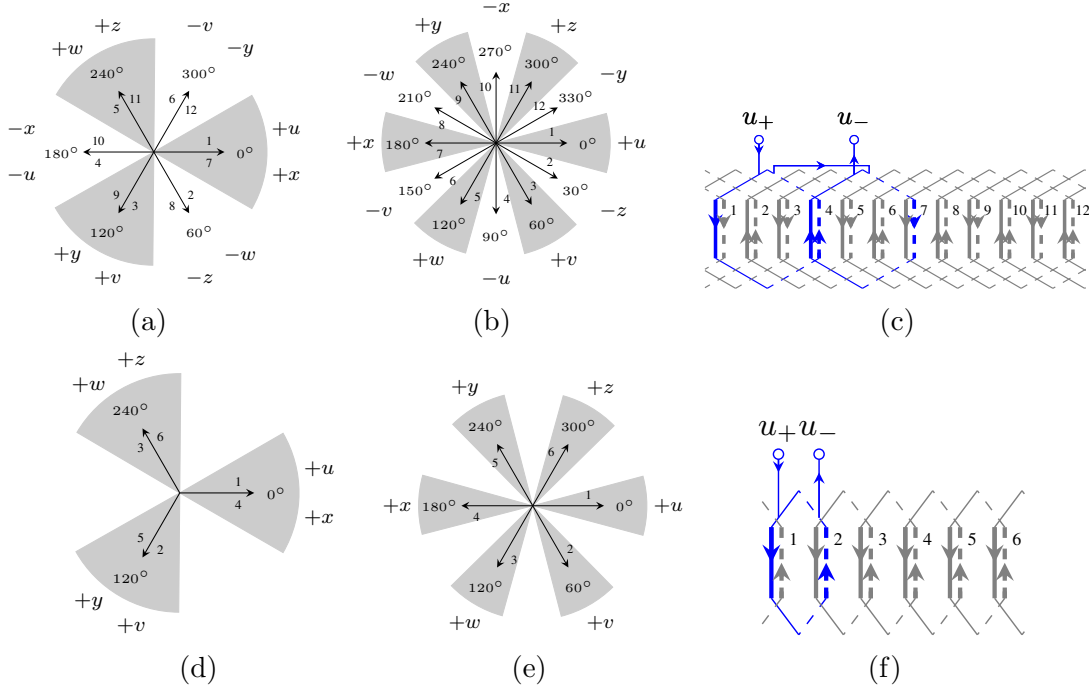 +z
−v
+w
−y
240°
300°
11
5
6
12
−x
10
1
+u
180°
0°
4
7
−u
+x
9
3
2
8
120°
60°
+y
−w
+v
−z
(a)
−x
+y
+z
270°
240°
300°
−w
−y
210°
330°
10
11
9
12
8
1
+x
180°
0°
+u
7
2
6
3
5
4
150°
30°
−v
−z
120°
60°
90°
+w
+v
−u
(b)
u+ u−
1 2 3 4 5 6 7 8 9 10 11 12
(c)
+z
+w
240°
6
3
+u
1
0°
4
+x
5
2
120°
+y
+v
(d)
+y
+z
240°
300°
5
6
1
+x
180°
0°
+u
4
3
2
120°
60°
+w
+v
(e)
u+ u−
1 2 3 4 5 6
(f)